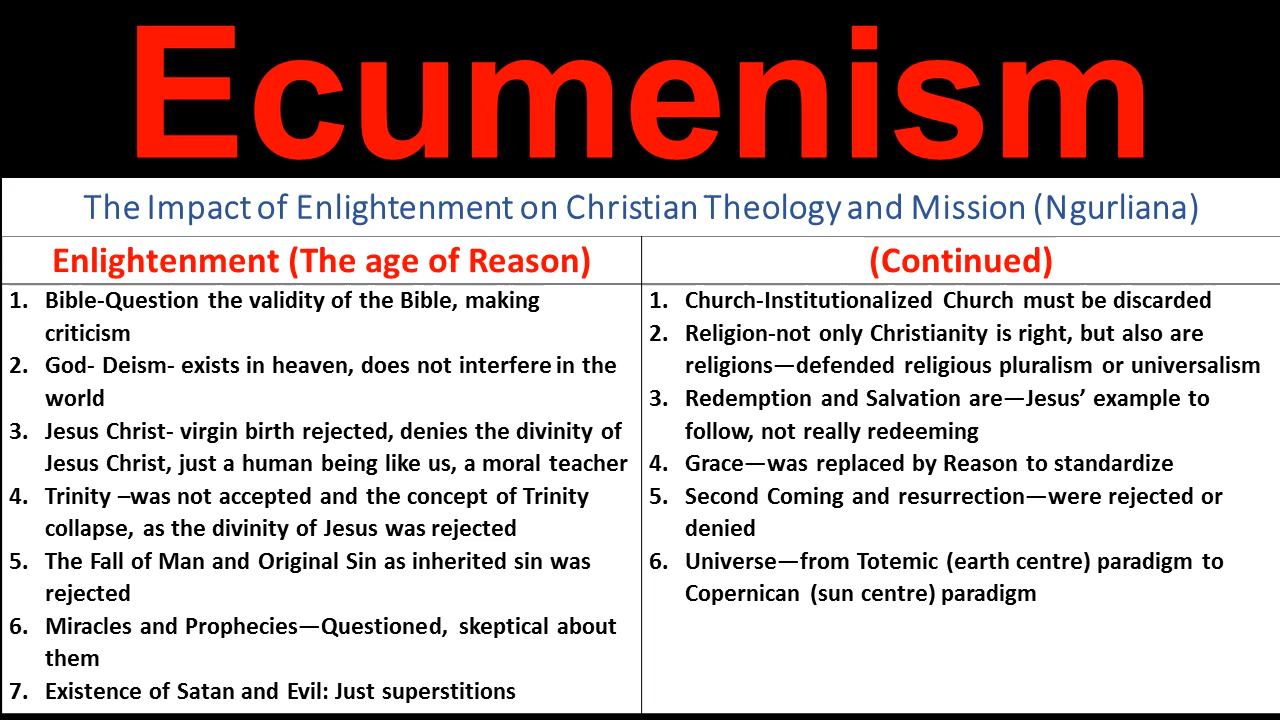 Ecumenism
The Impact of Enlightenment on Christian Theology and Mission (Ngurliana)
Enlightenment (The age of Reason)
1. Bible-Question the validity of the Bible, making
criticism
2. God- Deism- exists in heaven, does not interfere in the
world
3. Jesus Christ- virgin birth rejected, denies the divinity of
Jesus Christ, just a human being like us, a moral teacher
4. Trinity –was not accepted and the concept of Trinity
collapse, as the divinity of Jesus was rejected
5. The Fall of Man and Original Sin as inherited sin was
rejected
6. Miracles and Prophecies—Questioned, skeptical about
them
7. Existence of Satan and Evil: Just superstitions
(Continued)
1. Church-Institutionalized Church must be discarded
2. Religion-not only Christianity is right, but also are
religions—defended religious pluralism or universalism
3. Redemption and Salvation are—Jesus’ example to
follow, not really redeeming
4. Grace—was replaced by Reason to standardize
5. Second Coming and resurrection—were rejected or
denied
6. Universe—from Totemic (earth centre) paradigm to
Copernican (sun centre) paradigm